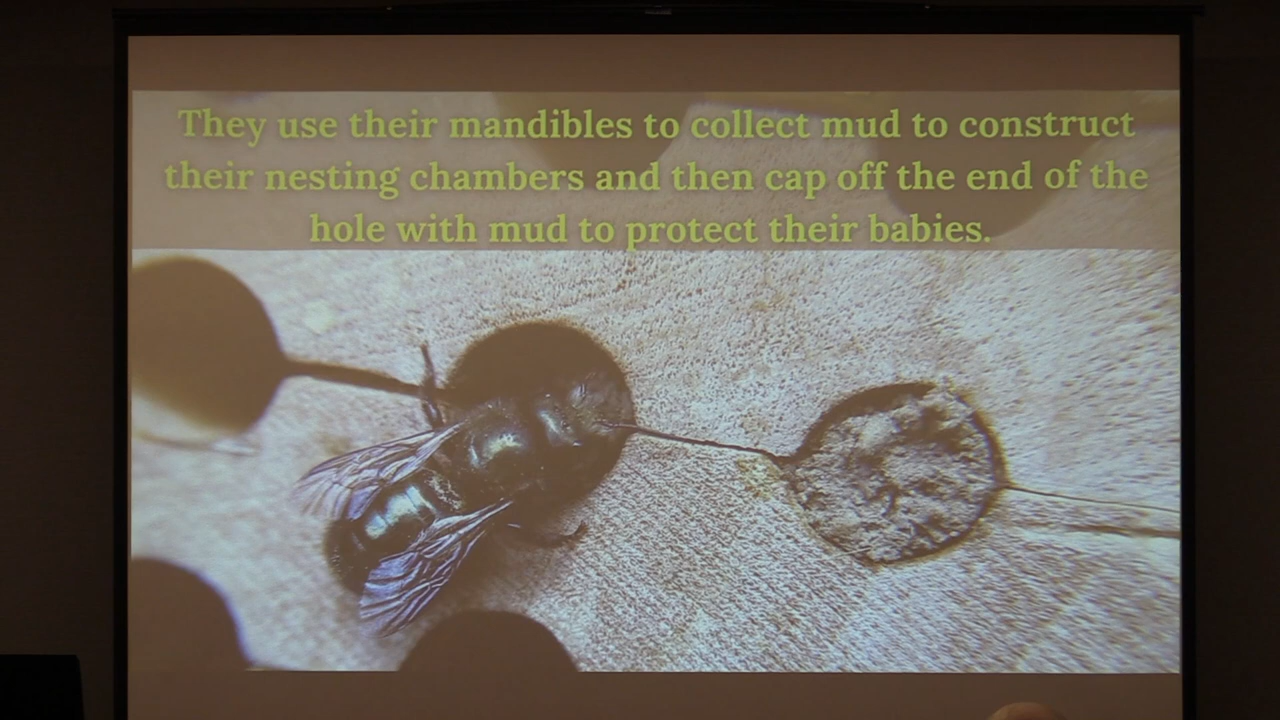 They use their mandibles to collect mud to construct
their nesting chambers and then cap off the end of the
hole with mud to protect their babies.